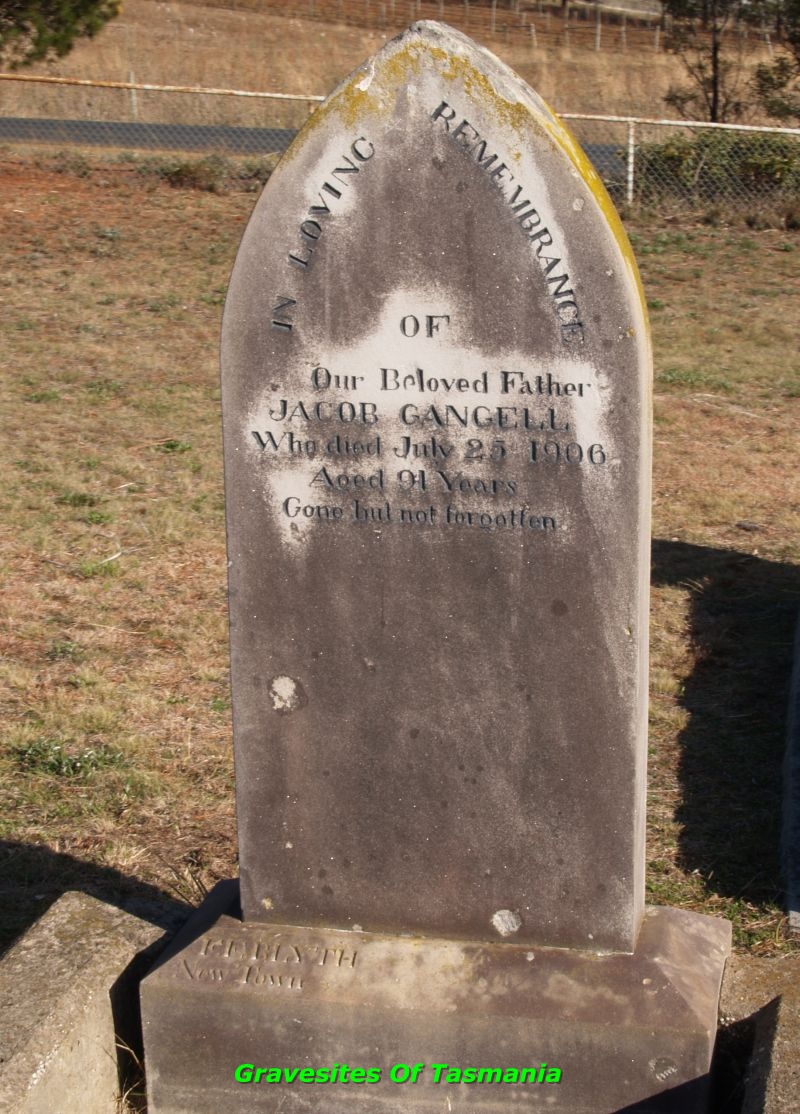 IN LOVING REMEMBRANCE
OF
Our Beloved Father
JACOB GANGELL
Who died July 25 1906
Aged 91 Years
Gone but not forgotten.
BLYTH
New Town
Gravesites Of Tasmania